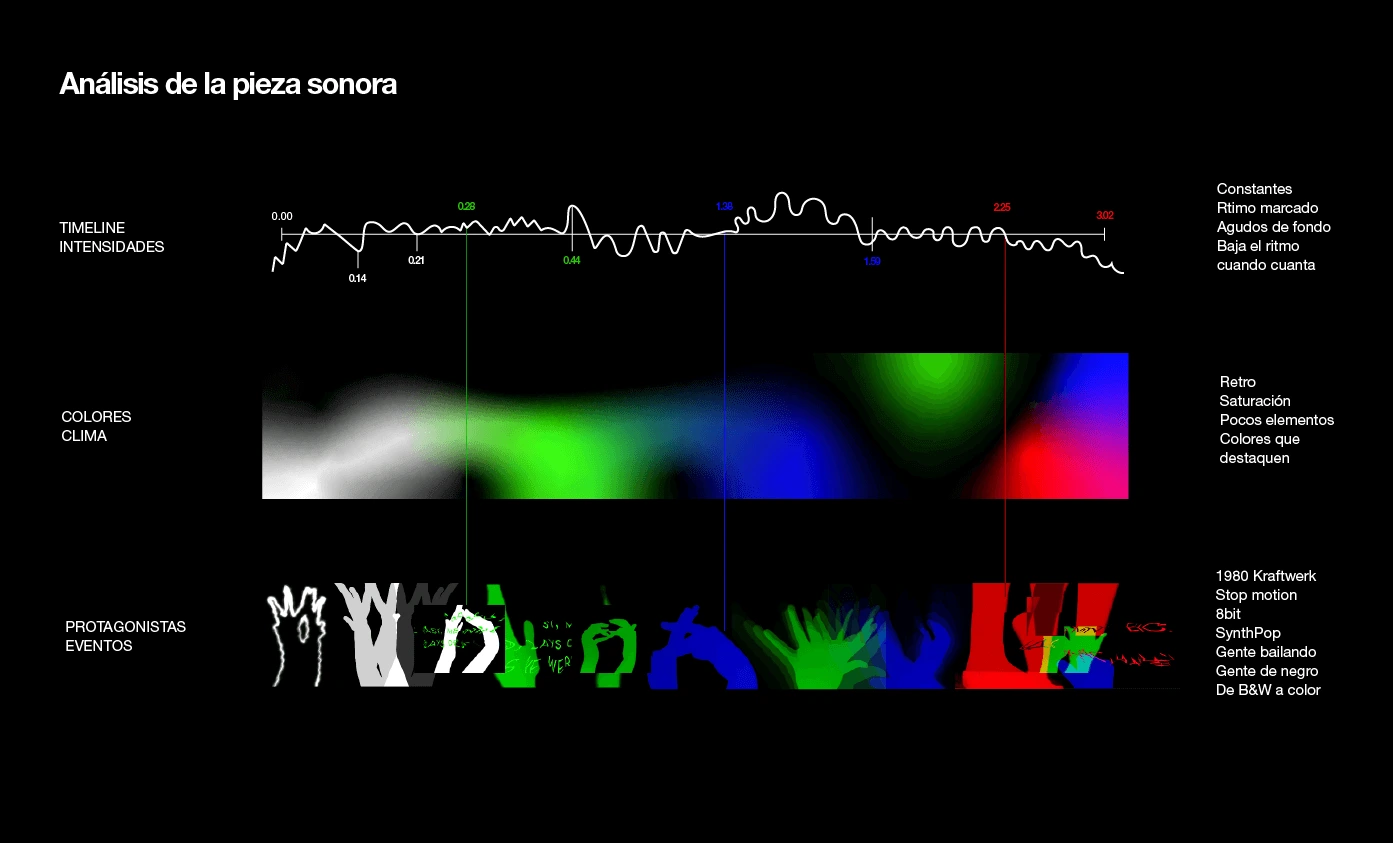 Análisis de la pieza sonora
TIMELINE
INTENSIDADES
0.00
0.14
0.21
0.28
0.44
1.38
1.59
2.25
3.02
Constantes
Rtimo marcado
Agudos de fondo
Baja el ritmo
cuando cuanta
COLORES
CLIMA
Retro
Saturación
Pocos elementos
Colores que
destaquen
PROTAGONISTAS
EVENTOS
1980 Kraftwerk
Stop motion
8bit
SynthPop
Gente bailando
Gente de negro
De B&W a color